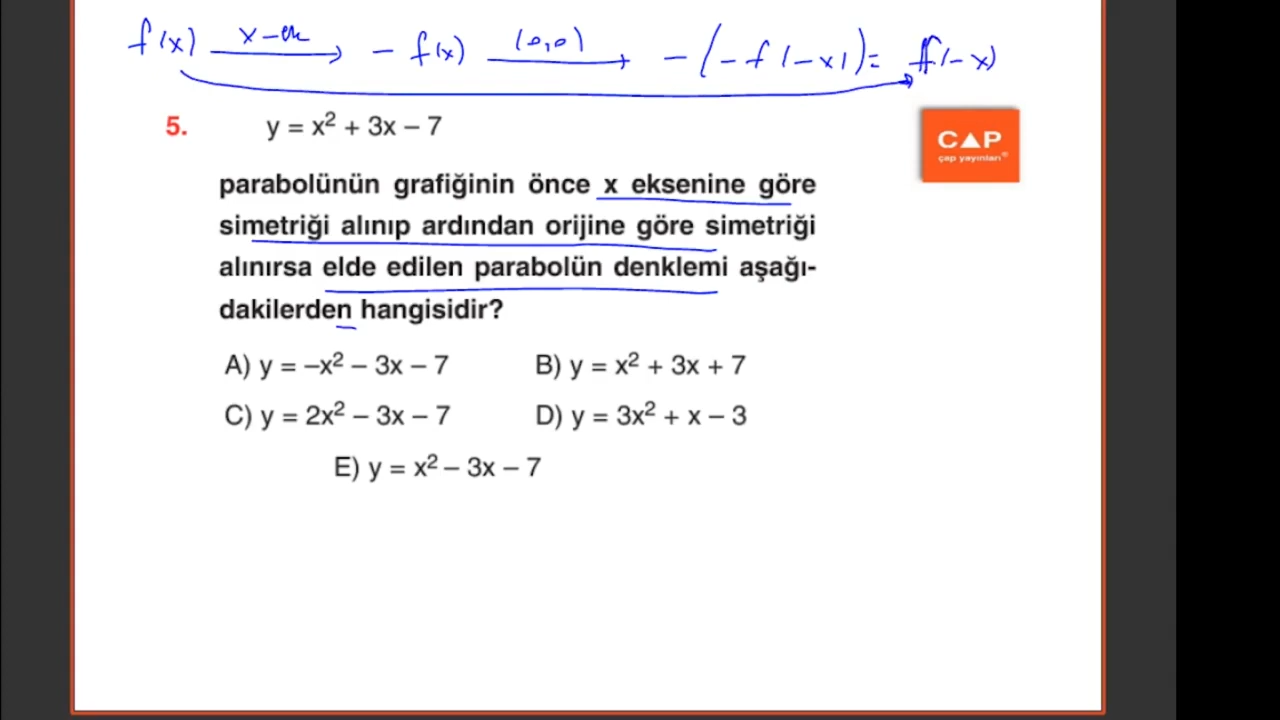 f(x) x-ek - f(x) (0,0) - (-f(-x)) = f(-x)
5. y = x² + 3x – 7
CAP
çap yayınları®
parabolünün grafiğinin önce x eksenine göre
simetriği alınıp ardından orijine göre simetriği
alınırsa elde edilen parabolün denklemi aşağı-
dakilerden hangisidir?
A) y = –x² – 3x – 7 B) y = x² + 3x + 7
C) y = 2x² – 3x – 7 D) y = 3x² + x – 3
E) y = x² – 3x – 7